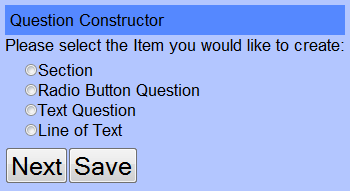 Question Constructor
Please select the Item you would like to create:
Section
Radio Button Question
Text Question
Line of Text
Next Save